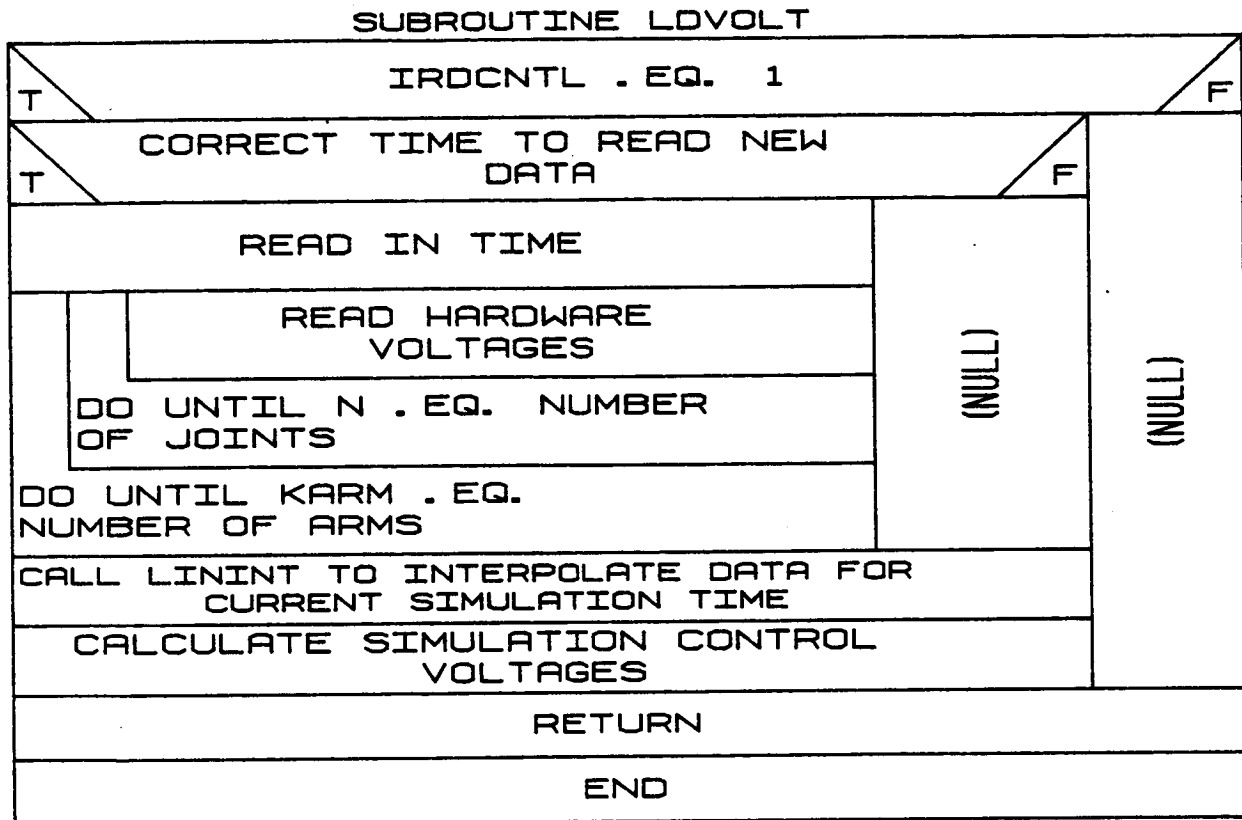 SUBROUTINE LDVOLT
IRDCNTL .EQ. 1
T
F
CORRECT TIME TO READ NEW
DATA
T
F
READ IN TIME
READ HARDWARE
VOLTAGES
DO UNTIL N .EQ. NUMBER
OF JOINTS
DO UNTIL KARM .EQ.
NUMBER OF ARMS
(NULL)
(NULL)
CALL LININT TO INTERPOLATE DATA FOR
CURRENT SIMULATION TIME
CALCULATE SIMULATION CONTROL
VOLTAGES
RETURN
END